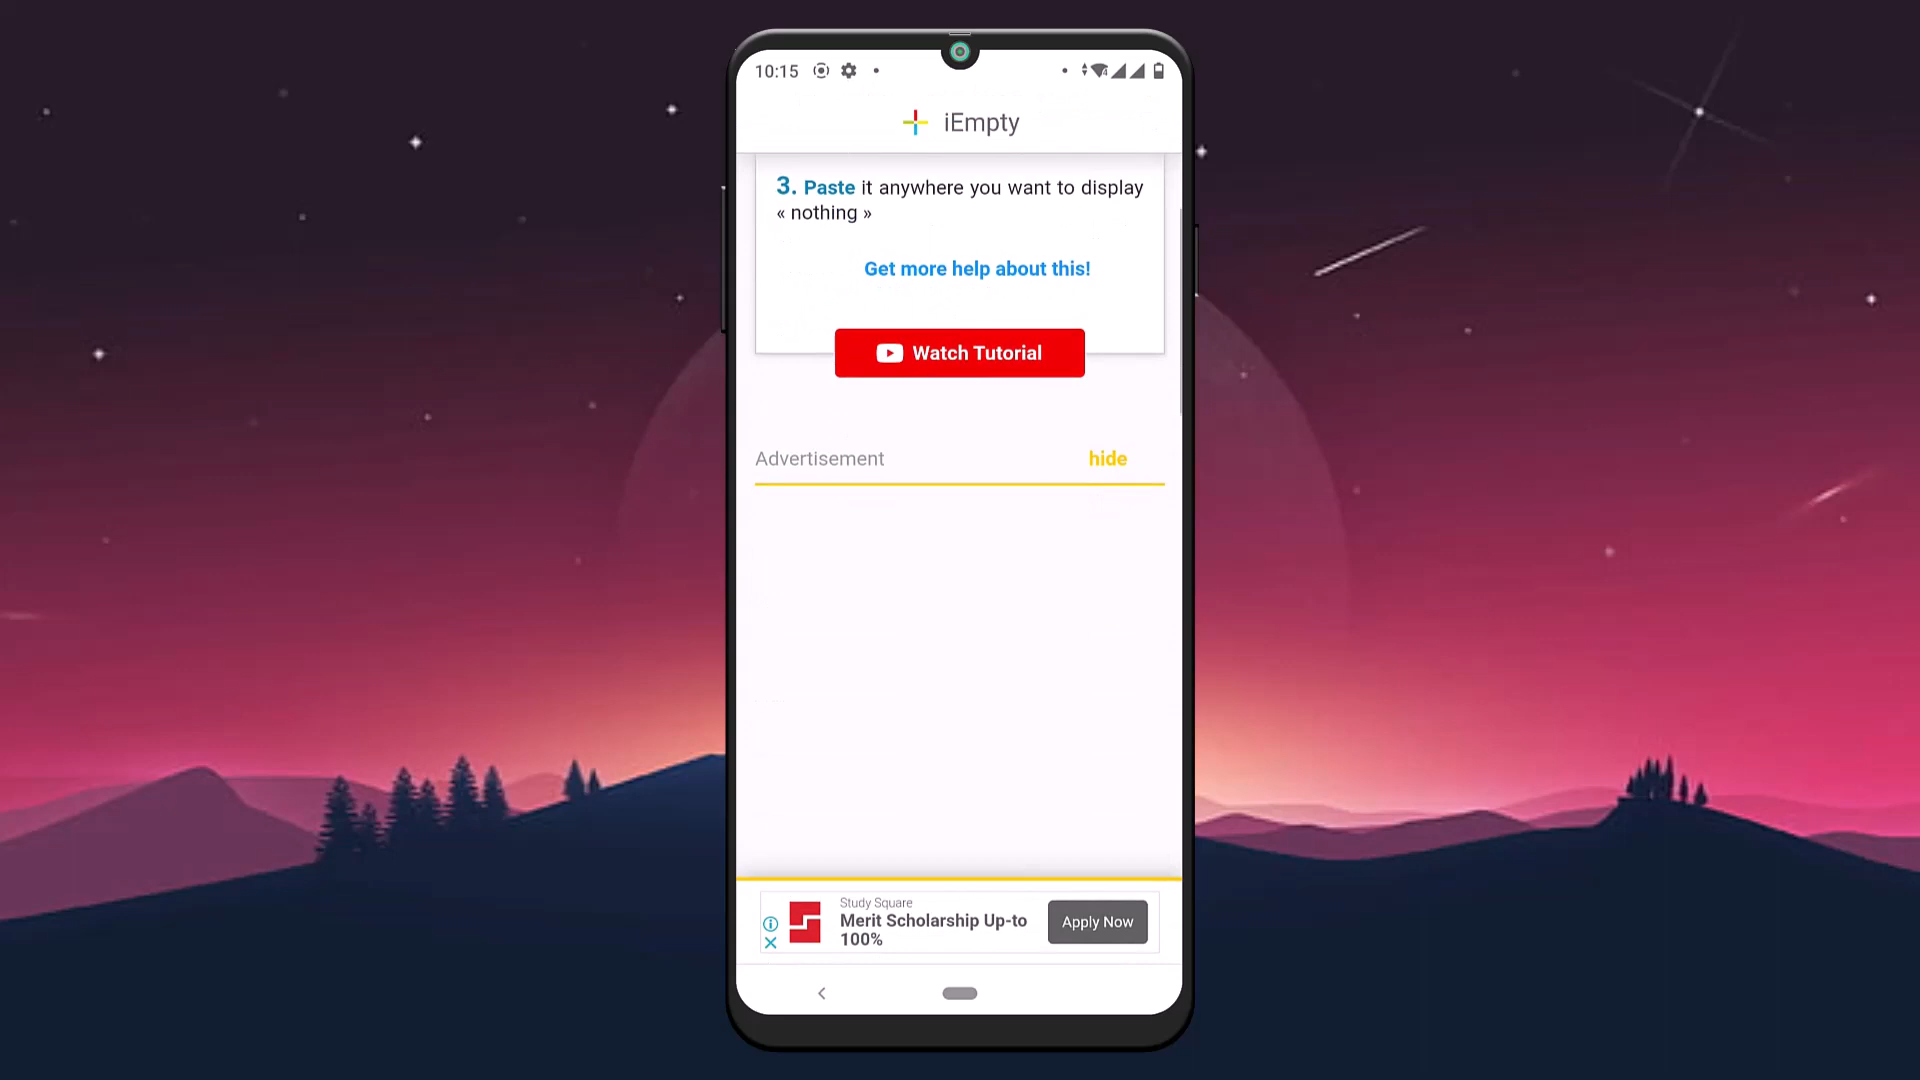 10:15
iEmpty
3. Paste it anywhere you want to display
« nothing »
Get more help about this!
Watch Tutorial
Advertisement hide
Study Square
Merit Scholarship Up-to
100%
Apply Now